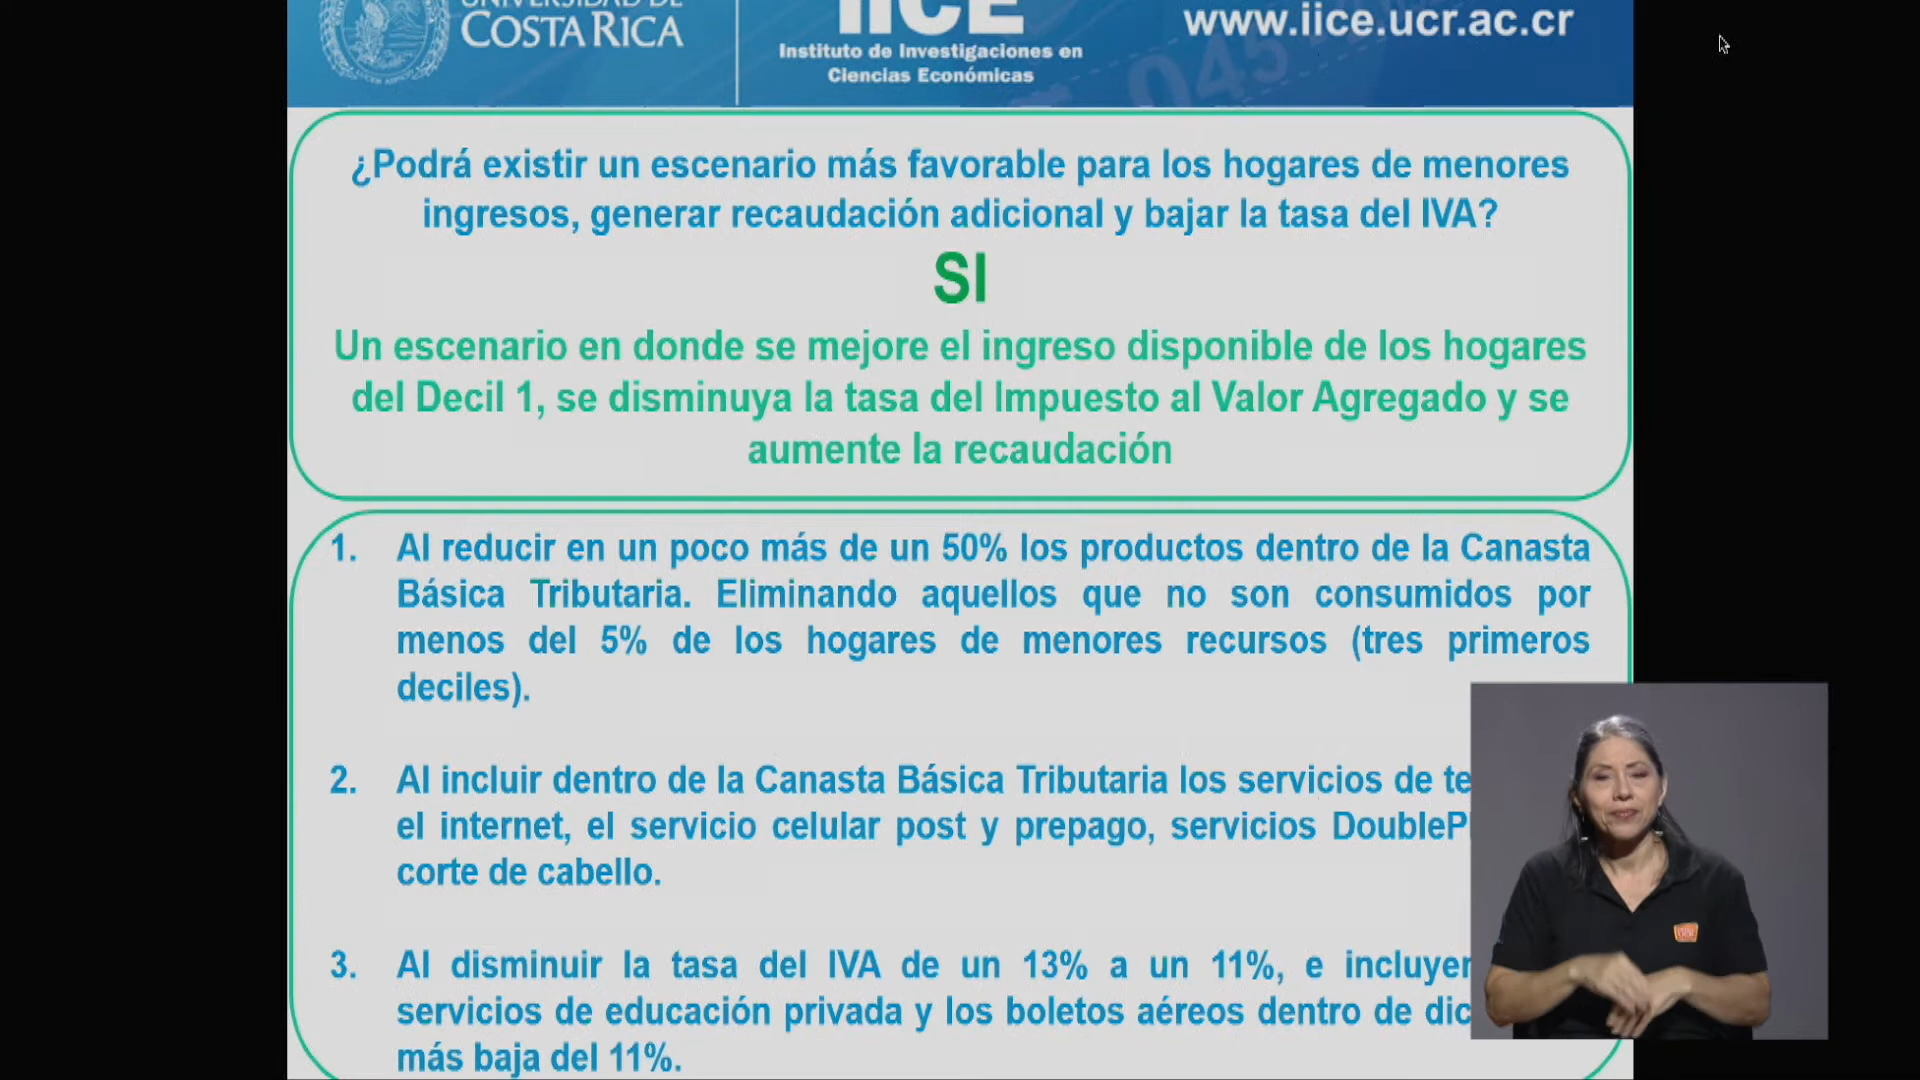 UNIVERSIDAD DE
COSTA RICA
IICE
Instituto de Investigaciones en
Ciencias Económicas
www.iice.ucr.ac.cr
045
¿Podrá existir un escenario más favorable para los hogares de menores
ingresos, generar recaudación adicional y bajar la tasa del IVA?
SI
Un escenario en donde se mejore el ingreso disponible de los hogares
del Decil 1, se disminuya la tasa del Impuesto al Valor Agregado y se
aumente la recaudación
1. Al reducir en un poco más de un 50% los productos dentro de la Canasta
Básica Tributaria. Eliminando aquellos que no son consumidos por
menos del 5% de los hogares de menores recursos (tres primeros
deciles).
2. Al incluir dentro de la Canasta Básica Tributaria los servicios de
el internet, el servicio celular post y prepago, servicios
corte de cabello.
3. Al disminuir la tasa del IVA de un 13% a un 11%, e
servicios de educación privada y los boletos aéreos dentro de
más baja del 11%.